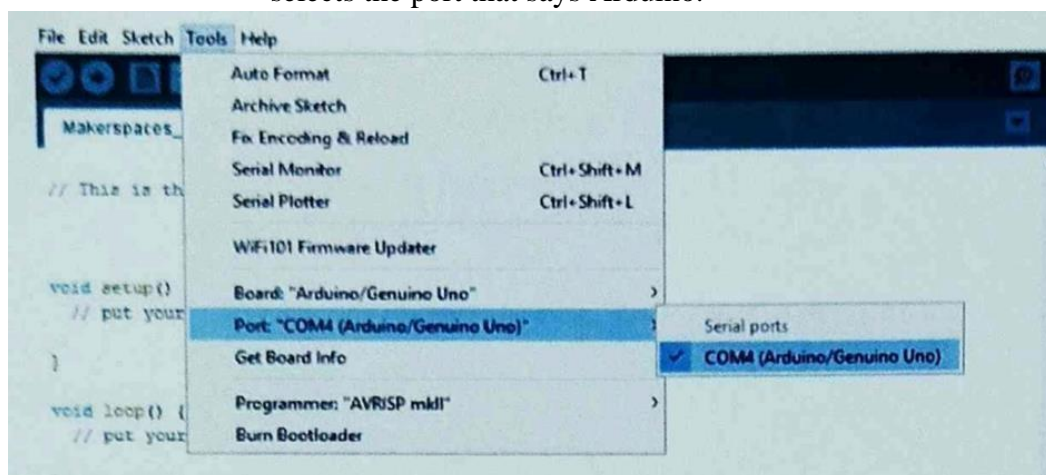 selects the port that says Arduino.
File Edit Sketch Tools Help
Auto Format Ctrl+T
Makerspaces_
Archive Sketch
Fix Encoding & Reload
// This is th
Serial Monitor Ctrl+Shift+M
Serial Plotter Ctrl+Shift+L
WiFi101 Firmware Updater
void setup()
Board: "Arduino/Genuino Uno"
// put your
Port: "COM4 (Arduino/Genuino Uno)"
Serial ports
}
Get Board Info
COM4 (Arduino/Genuino Uno)
void loop() {
Programmer: "AVRISP mkII"
// put your
Burn Bootloader